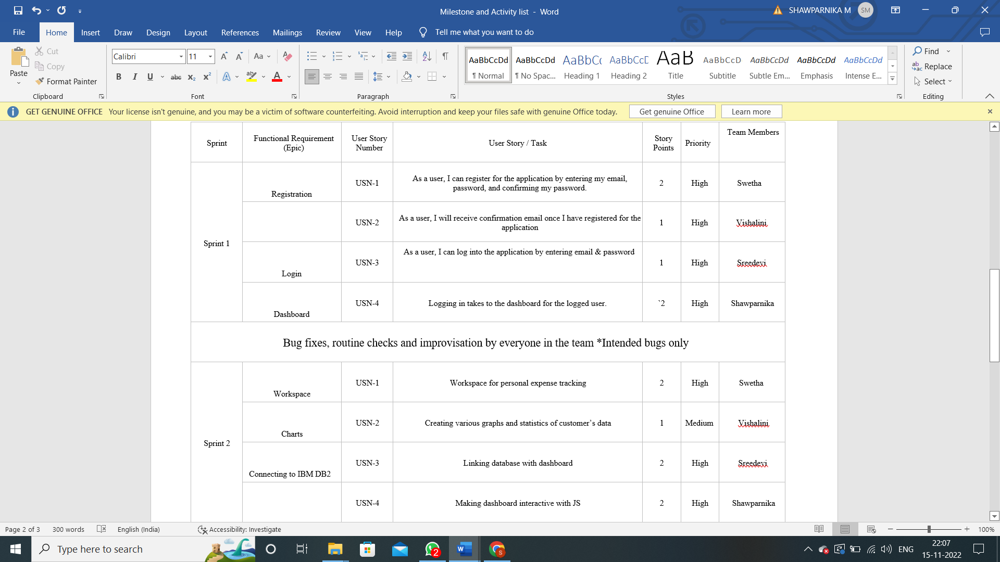 Milestone and Activity list - Word
SHAWPARNIKA M
SM
File
Home
Insert
Draw
Design
Layout
References
Mailings
Review
View
Help
Tell me what you want to do
Paste
Cut
Copy
Format Painter
Clipboard
Calibri
11
Aa
B I U abc x₂ x² A ab A
Font
Paragraph
AaBbCcDd
¶ Normal
AaBbCcDd
¶ No Spac...
AaBbCc
Heading 1
AaBbCcC
Heading 2
AaB
Title
AaBbCcD
Subtitle
AaBbCcDd
Subtle Em...
AaBbCcDd
Emphasis
AaBbCcDd
Intense E...
Styles
Find
Replace
Select
Editing
GET GENUINE OFFICE Your license isn't genuine, and you may be a victim of software counterfeiting. Avoid interruption and keep your files safe with genuine Office today.
Get genuine Office
Learn more
Sprint
Functional Requirement
(Epic)
User Story
Number
User Story / Task
Story
Points
Priority
Team Members
Sprint 1
Registration
USN-1
As a user, I can register for the application by entering my email,
password, and confirming my password.
2
High
Swetha
USN-2
As a user, I will receive confirmation email once I have registered for the
application
1
High
Vishalini
Login
USN-3
As a user, I can log into the application by entering email & password
1
High
Sreedevi
Dashboard
USN-4
Logging in takes to the dashboard for the logged user.
`2
High
Shawparnika
Bug fixes, routine checks and improvisation by everyone in the team *Intended bugs only
Sprint 2
Workspace
USN-1
Workspace for personal expense tracking
2
High
Swetha
Charts
USN-2
Creating various graphs and statistics of customer’s data
1
Medium
Vishalini
Connecting to IBM DB2
USN-3
Linking database with dashboard
2
High
Sreedevi
USN-4
Making dashboard interactive with JS
2
High
Shawparnika
Page 2 of 3
300 words
English (India)
Accessibility: Investigate
100%
Type here to search
2
ENG
22:07
15-11-2022